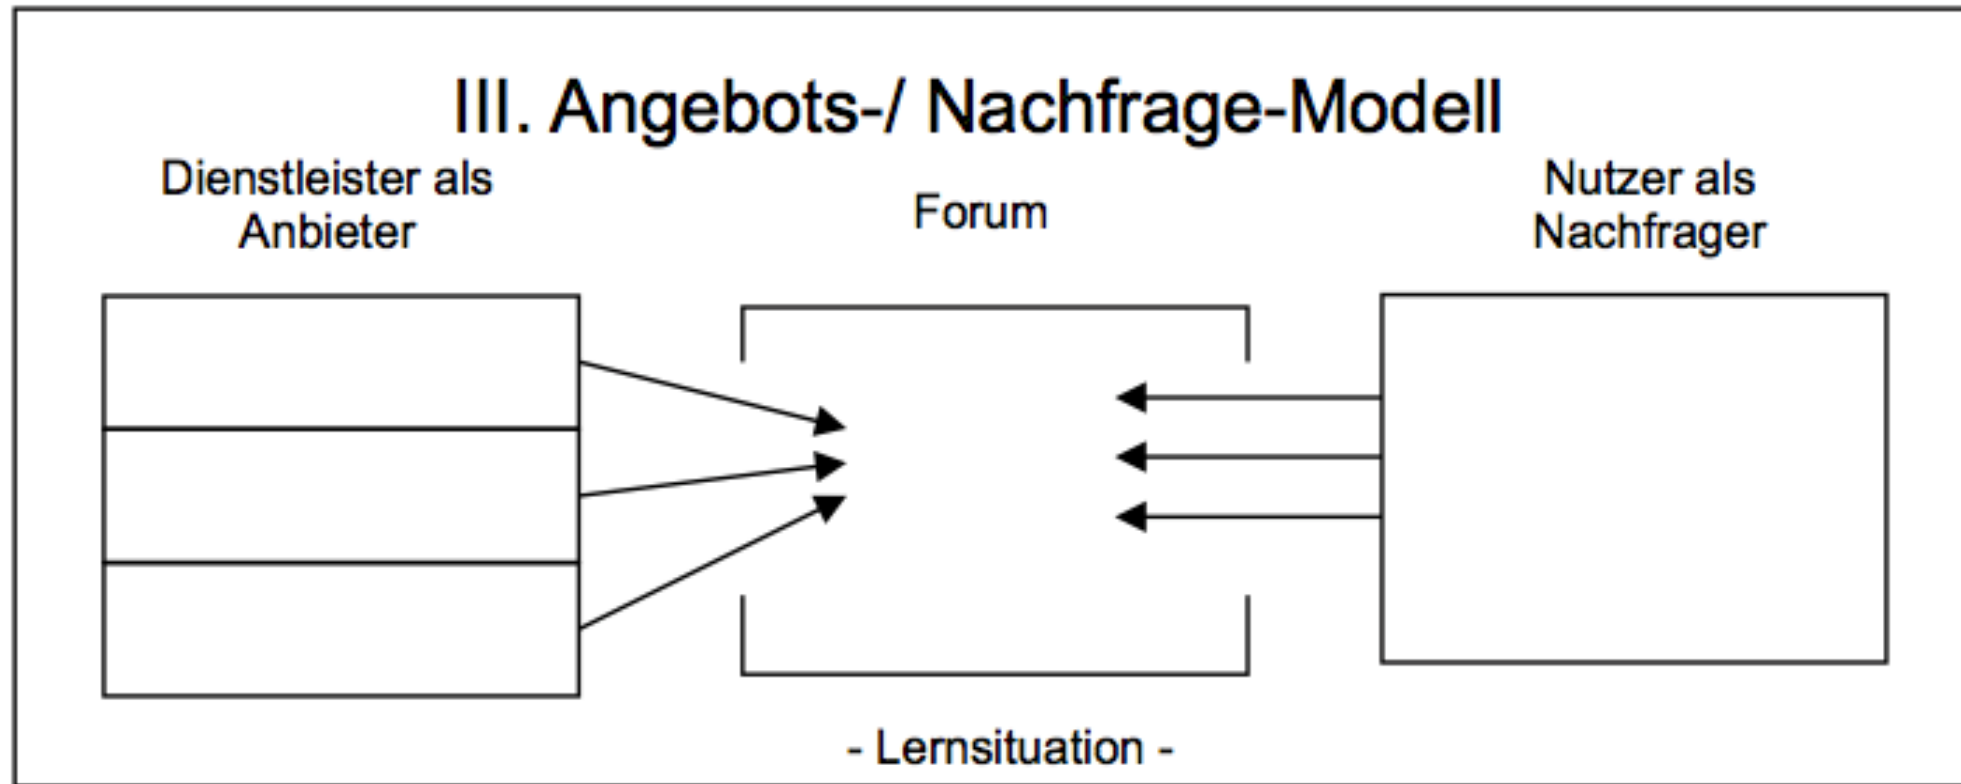 III. Angebots-/ Nachfrage-Modell
Dienstleister als
Anbieter
Forum
Nutzer als
Nachfrager
- Lernsituation -